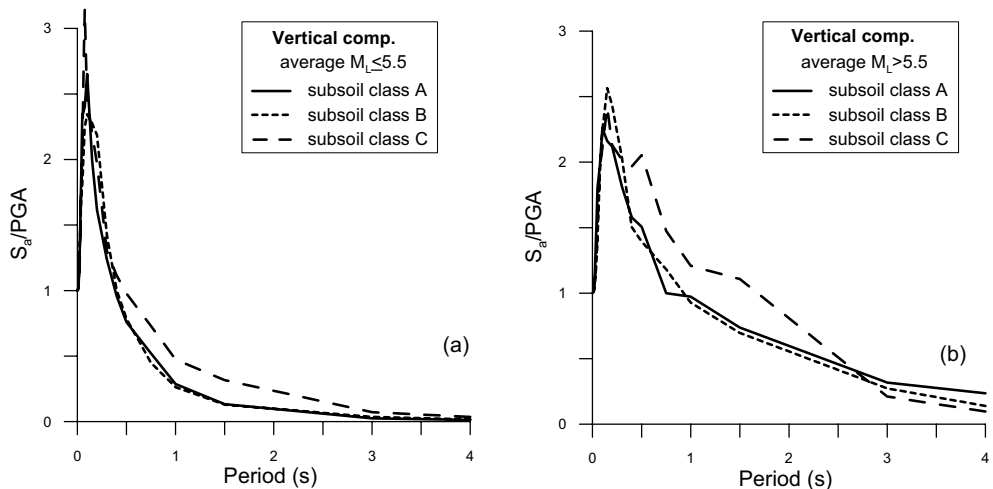 3
2
1
0
S_a/PGA
Vertical comp.
average M_L≤5.5
subsoil class A
subsoil class B
subsoil class C
(a)
0 1 2 3 4
Period (s)
3
2
1
0
S_a/PGA
Vertical comp.
average M_L>5.5
subsoil class A
subsoil class B
subsoil class C
(b)
0 1 2 3 4
Period (s)